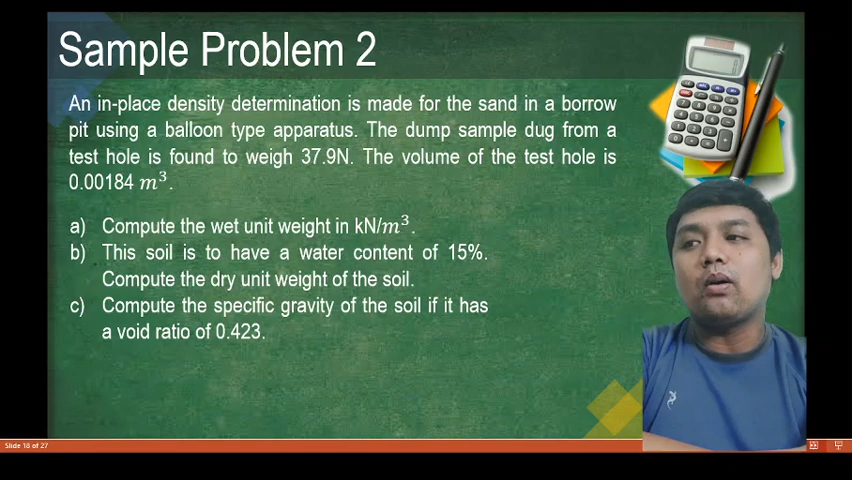 Sample Problem 2
An in-place density determination is made for the sand in a borrow
pit using a balloon type apparatus. The dump sample dug from a
test hole is found to weigh 37.9N. The volume of the test hole is
0.00184 m³.
a) Compute the wet unit weight in kN/m³.
b) This soil is to have a water content of 15%.
Compute the dry unit weight of the soil.
c) Compute the specific gravity of the soil if it has
a void ratio of 0.423.
Slide 18 of 27